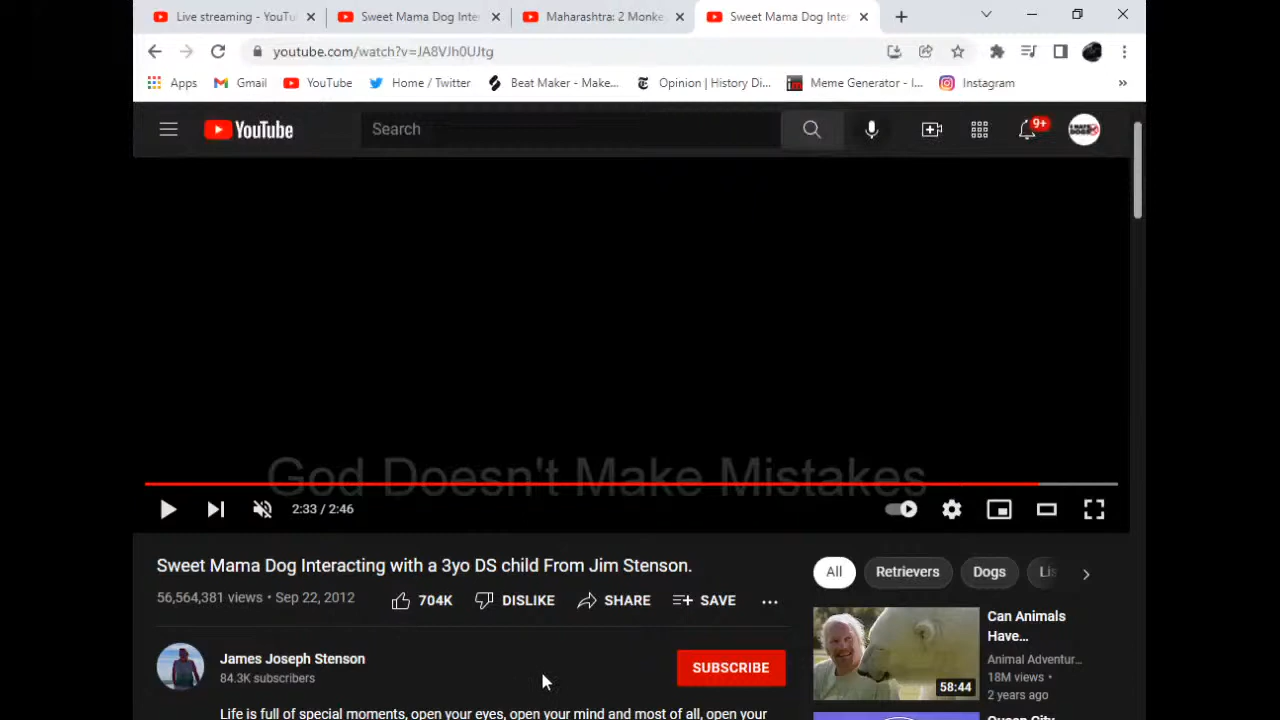 Live streaming - YouTu
Sweet Mama Dog Inte
Maharashtra: 2 Monke
Sweet Mama Dog Inte
youtube.com/watch?v=JA8VJh0UJtg
Apps Gmail YouTube Home / Twitter Beat Maker - Make... Opinion | History Di... Meme Generator - I... Instagram »
YouTube Search 9+
God Doesn't Make Mistakes
2:33 / 2:46
Sweet Mama Dog Interacting with a 3yo DS child From Jim Stenson.
56,564,381 views • Sep 22, 2012 704K DISLIKE SHARE SAVE ...
James Joseph Stenson
84.3K subscribers
SUBSCRIBE
Life is full of special moments, open your eyes, open your mind and most of all, open your
All Retrievers Dogs Lis
Can Animals
Have...
Animal Adventur...
18M views •
2 years ago
58:44
Queen City